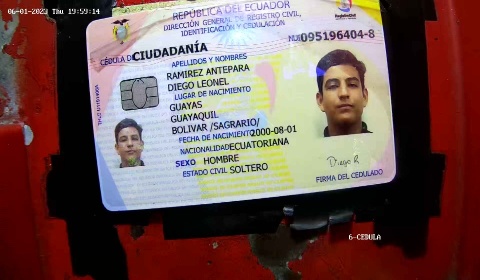 06-01-2023 Thu 19:59:14
REPÚBLICA DEL ECUADOR
DIRECCIÓN GENERAL DE REGISTRO CIVIL,
IDENTIFICACIÓN Y CEDULACIÓN
CÉDULA DE CIUDADANÍA
NUI 095196404-8
APELLIDOS Y NOMBRES
RAMIREZ ANTEPARA
DIEGO LEONEL
LUGAR DE NACIMIENTO
GUAYAS
GUAYAQUIL
BOLIVAR /SAGRARIO/
FECHA DE NACIMIENTO 2000-08-01
NACIONALIDAD ECUATORIANA
SEXO HOMBRE
ESTADO CIVIL SOLTERO
Diego R
FIRMA DEL CEDULADO
6-CEDULA